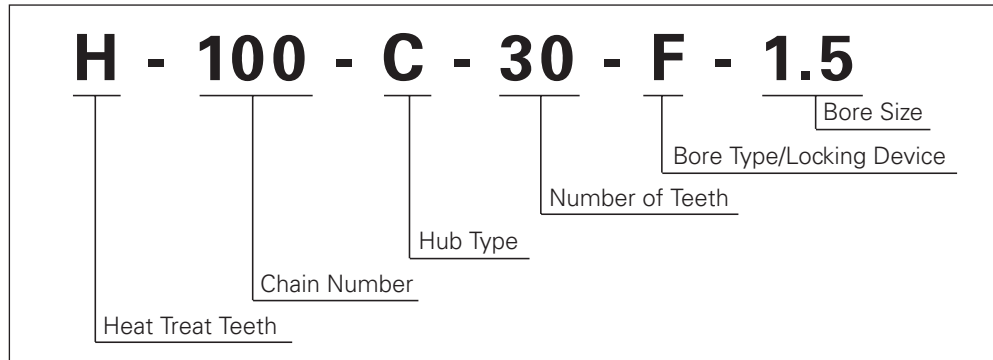 H - 100 - C - 30 - F - 1.5
Bore Size
Bore Type/Locking Device
Number of Teeth
Hub Type
Chain Number
Heat Treat Teeth